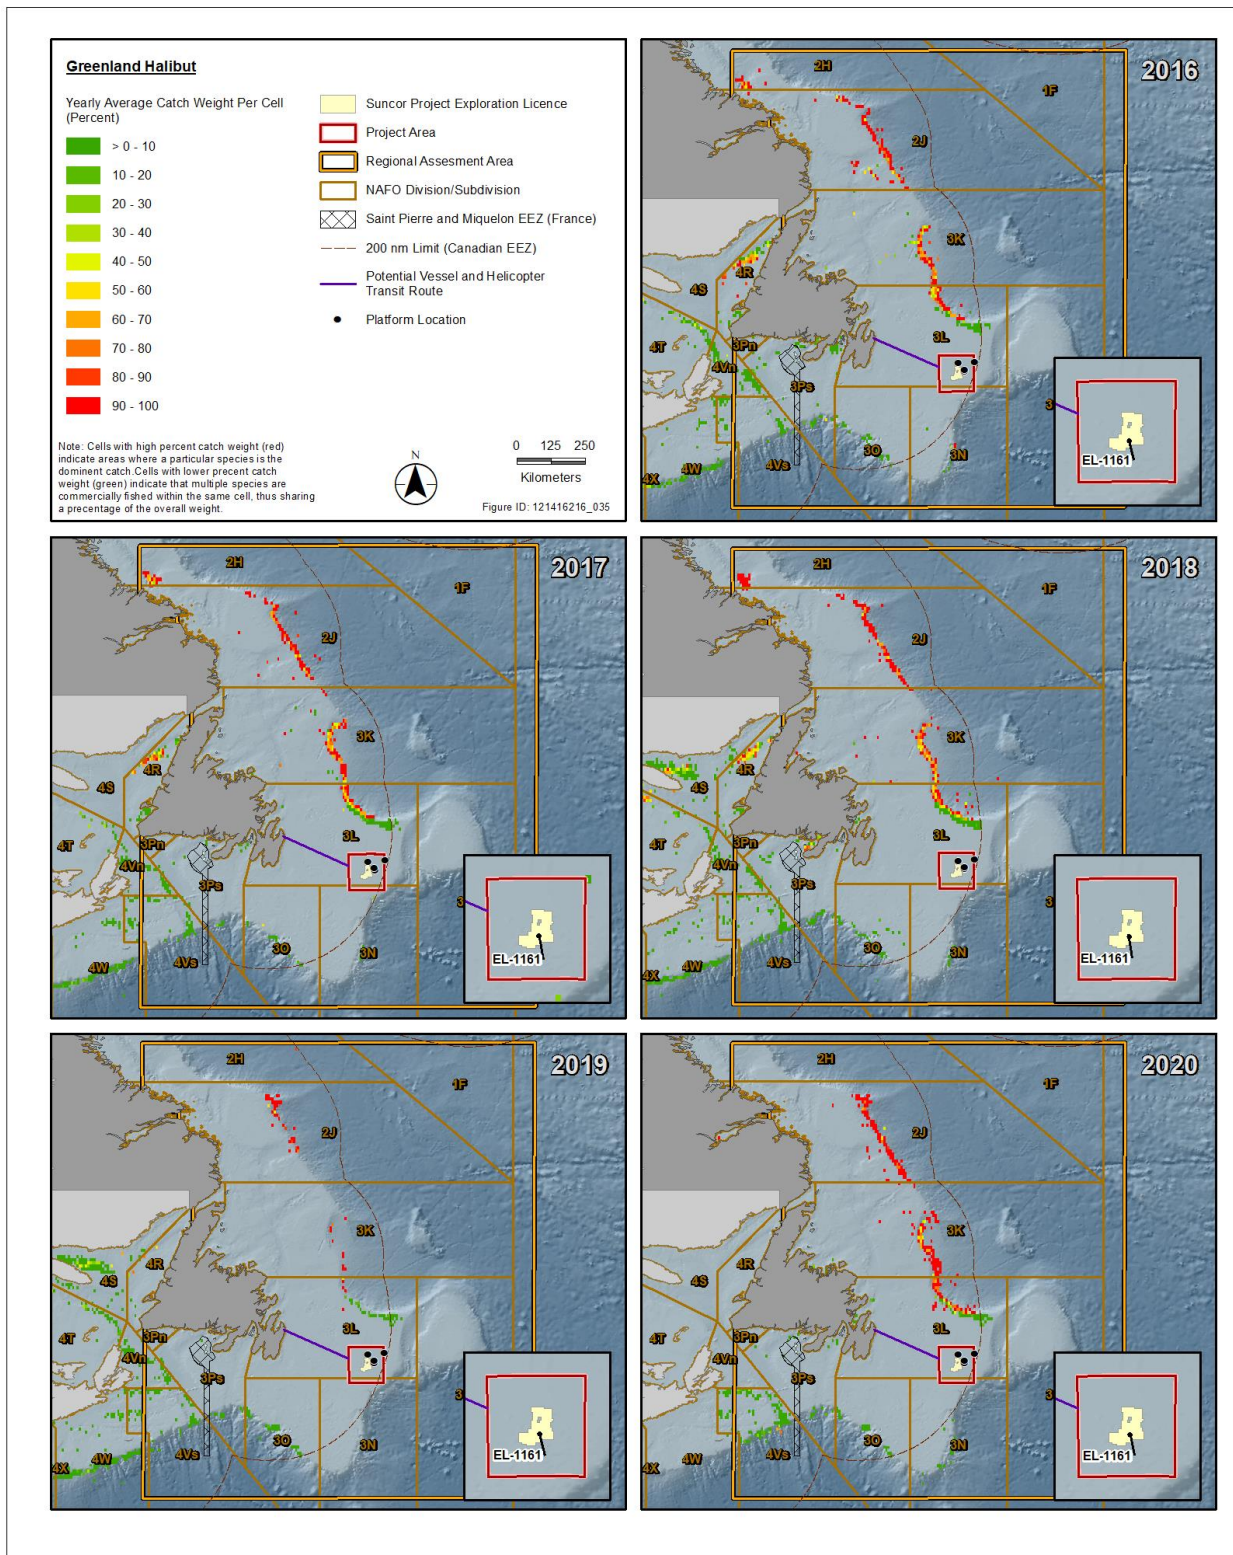 Greenland Halibut
Yearly Average Catch Weight Per Cell
(Percent)
> 0 - 10
10 - 20
20 - 30
30 - 40
40 - 50
50 - 60
60 - 70
70 - 80
80 - 90
90 - 100
Suncor Project Exploration Licence
Project Area
Regional Assesment Area
NAFO Division/Subdivision
Saint Pierre and Miquelon EEZ (France)
200 nm Limit (Canadian EEZ)
Potential Vessel and Helicopter
Transit Route
Platform Location
Note: Cells with high percent catch weight (red)
indicate areas where a particular species is the
dominent catch.Cells with lower precent catch
weight (green) indicate that multiple species are
commercially fished within the same cell, thus sharing
a precentage of the overall weight.
N
0 125 250
Kilometers
Figure ID: 121416216_035
2016
2H
1F
2J
3K
4R
4S
3L
4T
3Pn
4Vn
3Ps
3
3O
3N
4Vs
4W
4X
EL-1161
2017
2H
1F
2J
3K
4R
4S
3L
4T
3Pn
4Vn
3Ps
3
3O
3N
4Vs
4W
EL-1161
2018
2H
1F
2J
3K
4R
4S
3L
4T
3Pn
4Vn
3Ps
3
3O
3N
4Vs
4W
4X
EL-1161
2019
2H
1F
2J
3K
4R
4S
3L
4T
3Pn
4Vn
3Ps
3
3O
3N
4Vs
4W
4X
EL-1161
2020
2H
1F
2J
3K
4R
4S
3L
4T
3Pn
4Vn
3Ps
3
3O
3N
4Vs
4W
4X
EL-1161